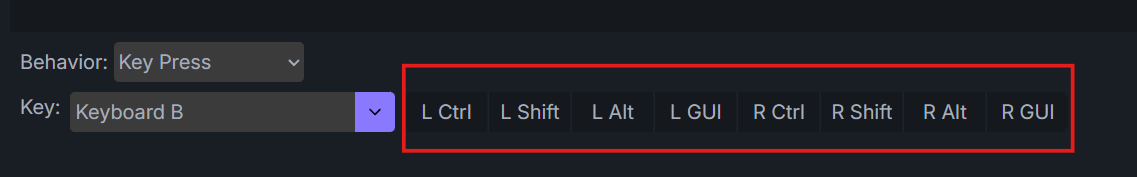 Behavior: Key Press
Key: Keyboard B L Ctrl L Shift L Alt L GUI R Ctrl R Shift R Alt R GUI